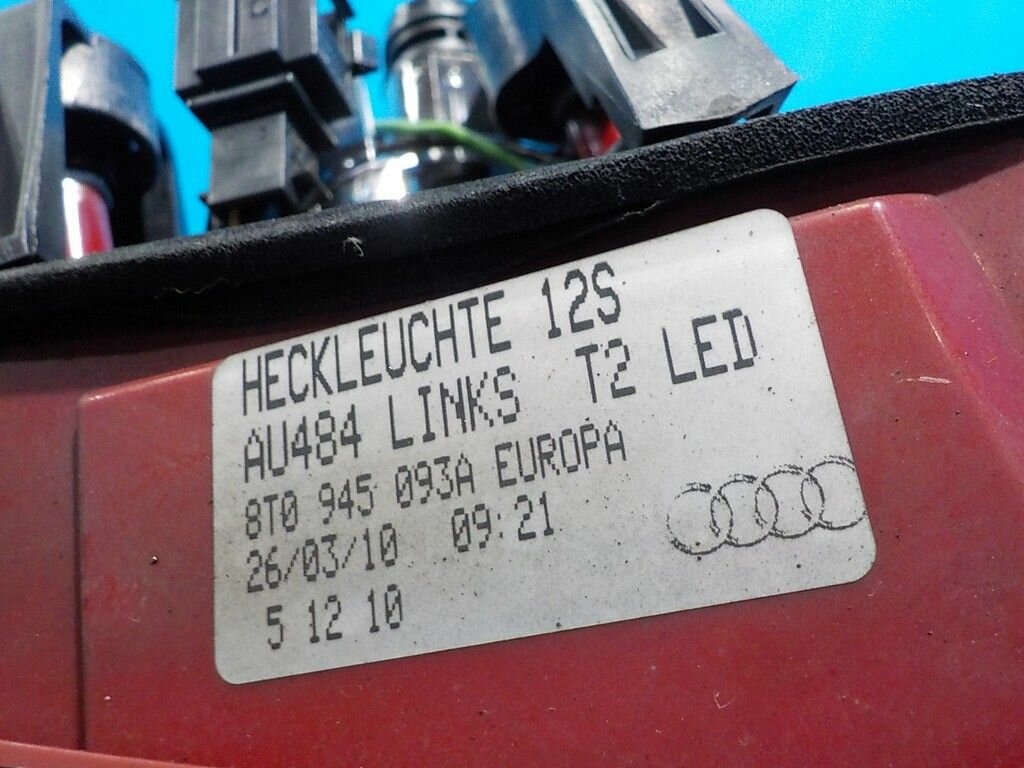 HECKLEUCHTE 12S
AU484 LINKS T2 LED
8T0 945 093A EUROPA
26/03/10 09:21
5 12 10